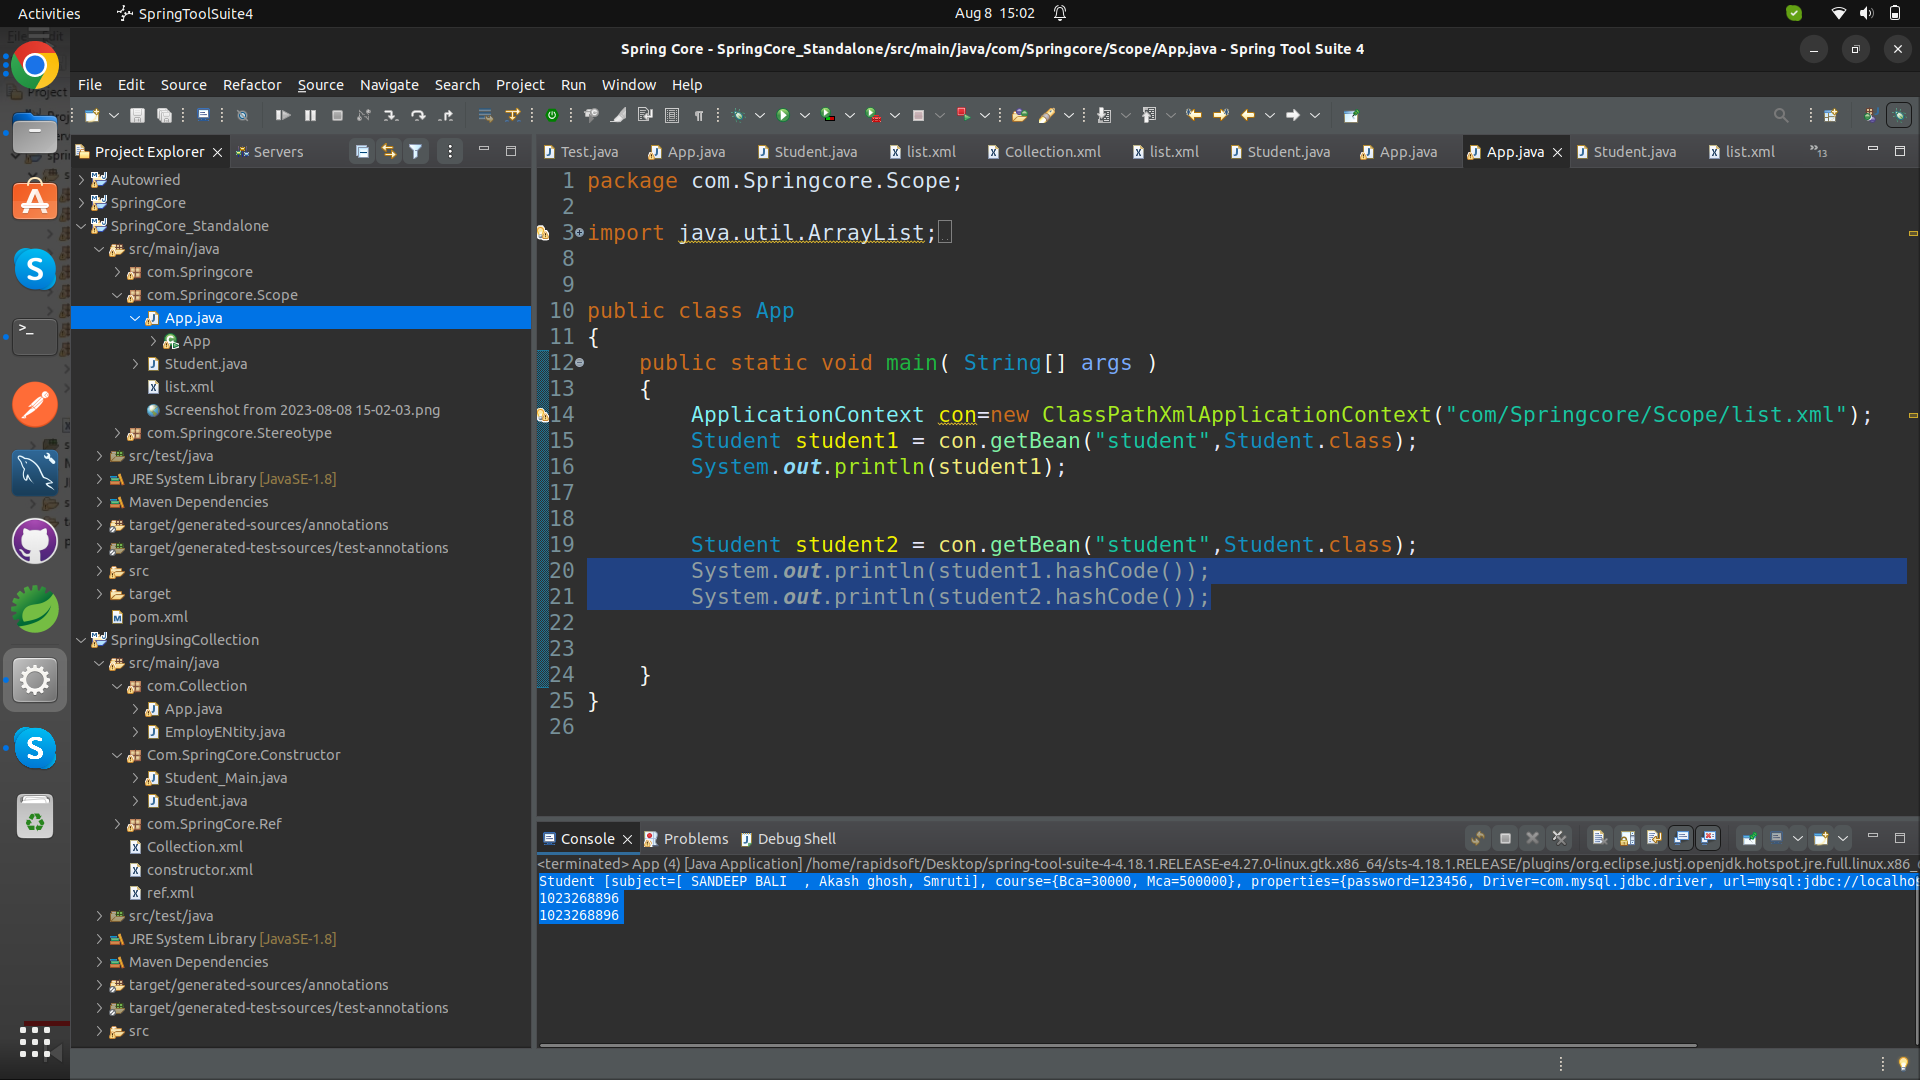 Activities SpringToolSuite4 Aug 8 15:02
Spring Core - SpringCore_Standalone/src/main/java/com/Springcore/Scope/App.java - Spring Tool Suite 4
File Edit Source Refactor Source Navigate Search Project Run Window Help
Project Explorer Servers
Autowried
SpringCore
SpringCore_Standalone
src/main/java
com.Springcore
com.Springcore.Scope
App.java
App
Student.java
list.xml
Screenshot from 2023-08-08 15-02-03.png
com.Springcore.Stereotype
src/test/java
JRE System Library [JavaSE-1.8]
Maven Dependencies
target/generated-sources/annotations
target/generated-test-sources/test-annotations
src
target
pom.xml
SpringUsingCollection
src/main/java
com.Collection
App.java
EmployENtity.java
Com.SpringCore.Constructor
Student_Main.java
Student.java
com.SpringCore.Ref
Collection.xml
constructor.xml
ref.xml
src/test/java
JRE System Library [JavaSE-1.8]
Maven Dependencies
target/generated-sources/annotations
target/generated-test-sources/test-annotations
src
Test.java App.java Student.java list.xml Collection.xml list.xml Student.java App.java App.java Student.java list.xml »13
1 package com.Springcore.Scope;
2
3 import java.util.ArrayList;
8
9
10 public class App
11 {
12 public static void main( String[] args )
13 {
14 ApplicationContext con=new ClassPathXmlApplicationContext("com/Springcore/Scope/list.xml");
15 Student student1 = con.getBean("student",Student.class);
16 System.out.println(student1);
17
18
19 Student student2 = con.getBean("student",Student.class);
20 System.out.println(student1.hashCode());
21 System.out.println(student2.hashCode());
22
23
24 }
25 }
26
Console Problems Debug Shell
<terminated> App (4) [Java Application] /home/rapidsoft/Desktop/spring-tool-suite-4-4.18.1.RELEASE-e4.27.0-linux.gtk.x86_64/sts-4.18.1.RELEASE/plugins/org.eclipse.justj.openjdk.hotspot.jre.full.linux.x86_
Student [subject=[ SANDEEP BALI , Akash ghosh, Smruti], course={Bca=30000, Mca=500000}, properties={password=123456, Driver=com.mysql.jdbc.driver, url=mysql:jdbc://localhos
1023268896
1023268896